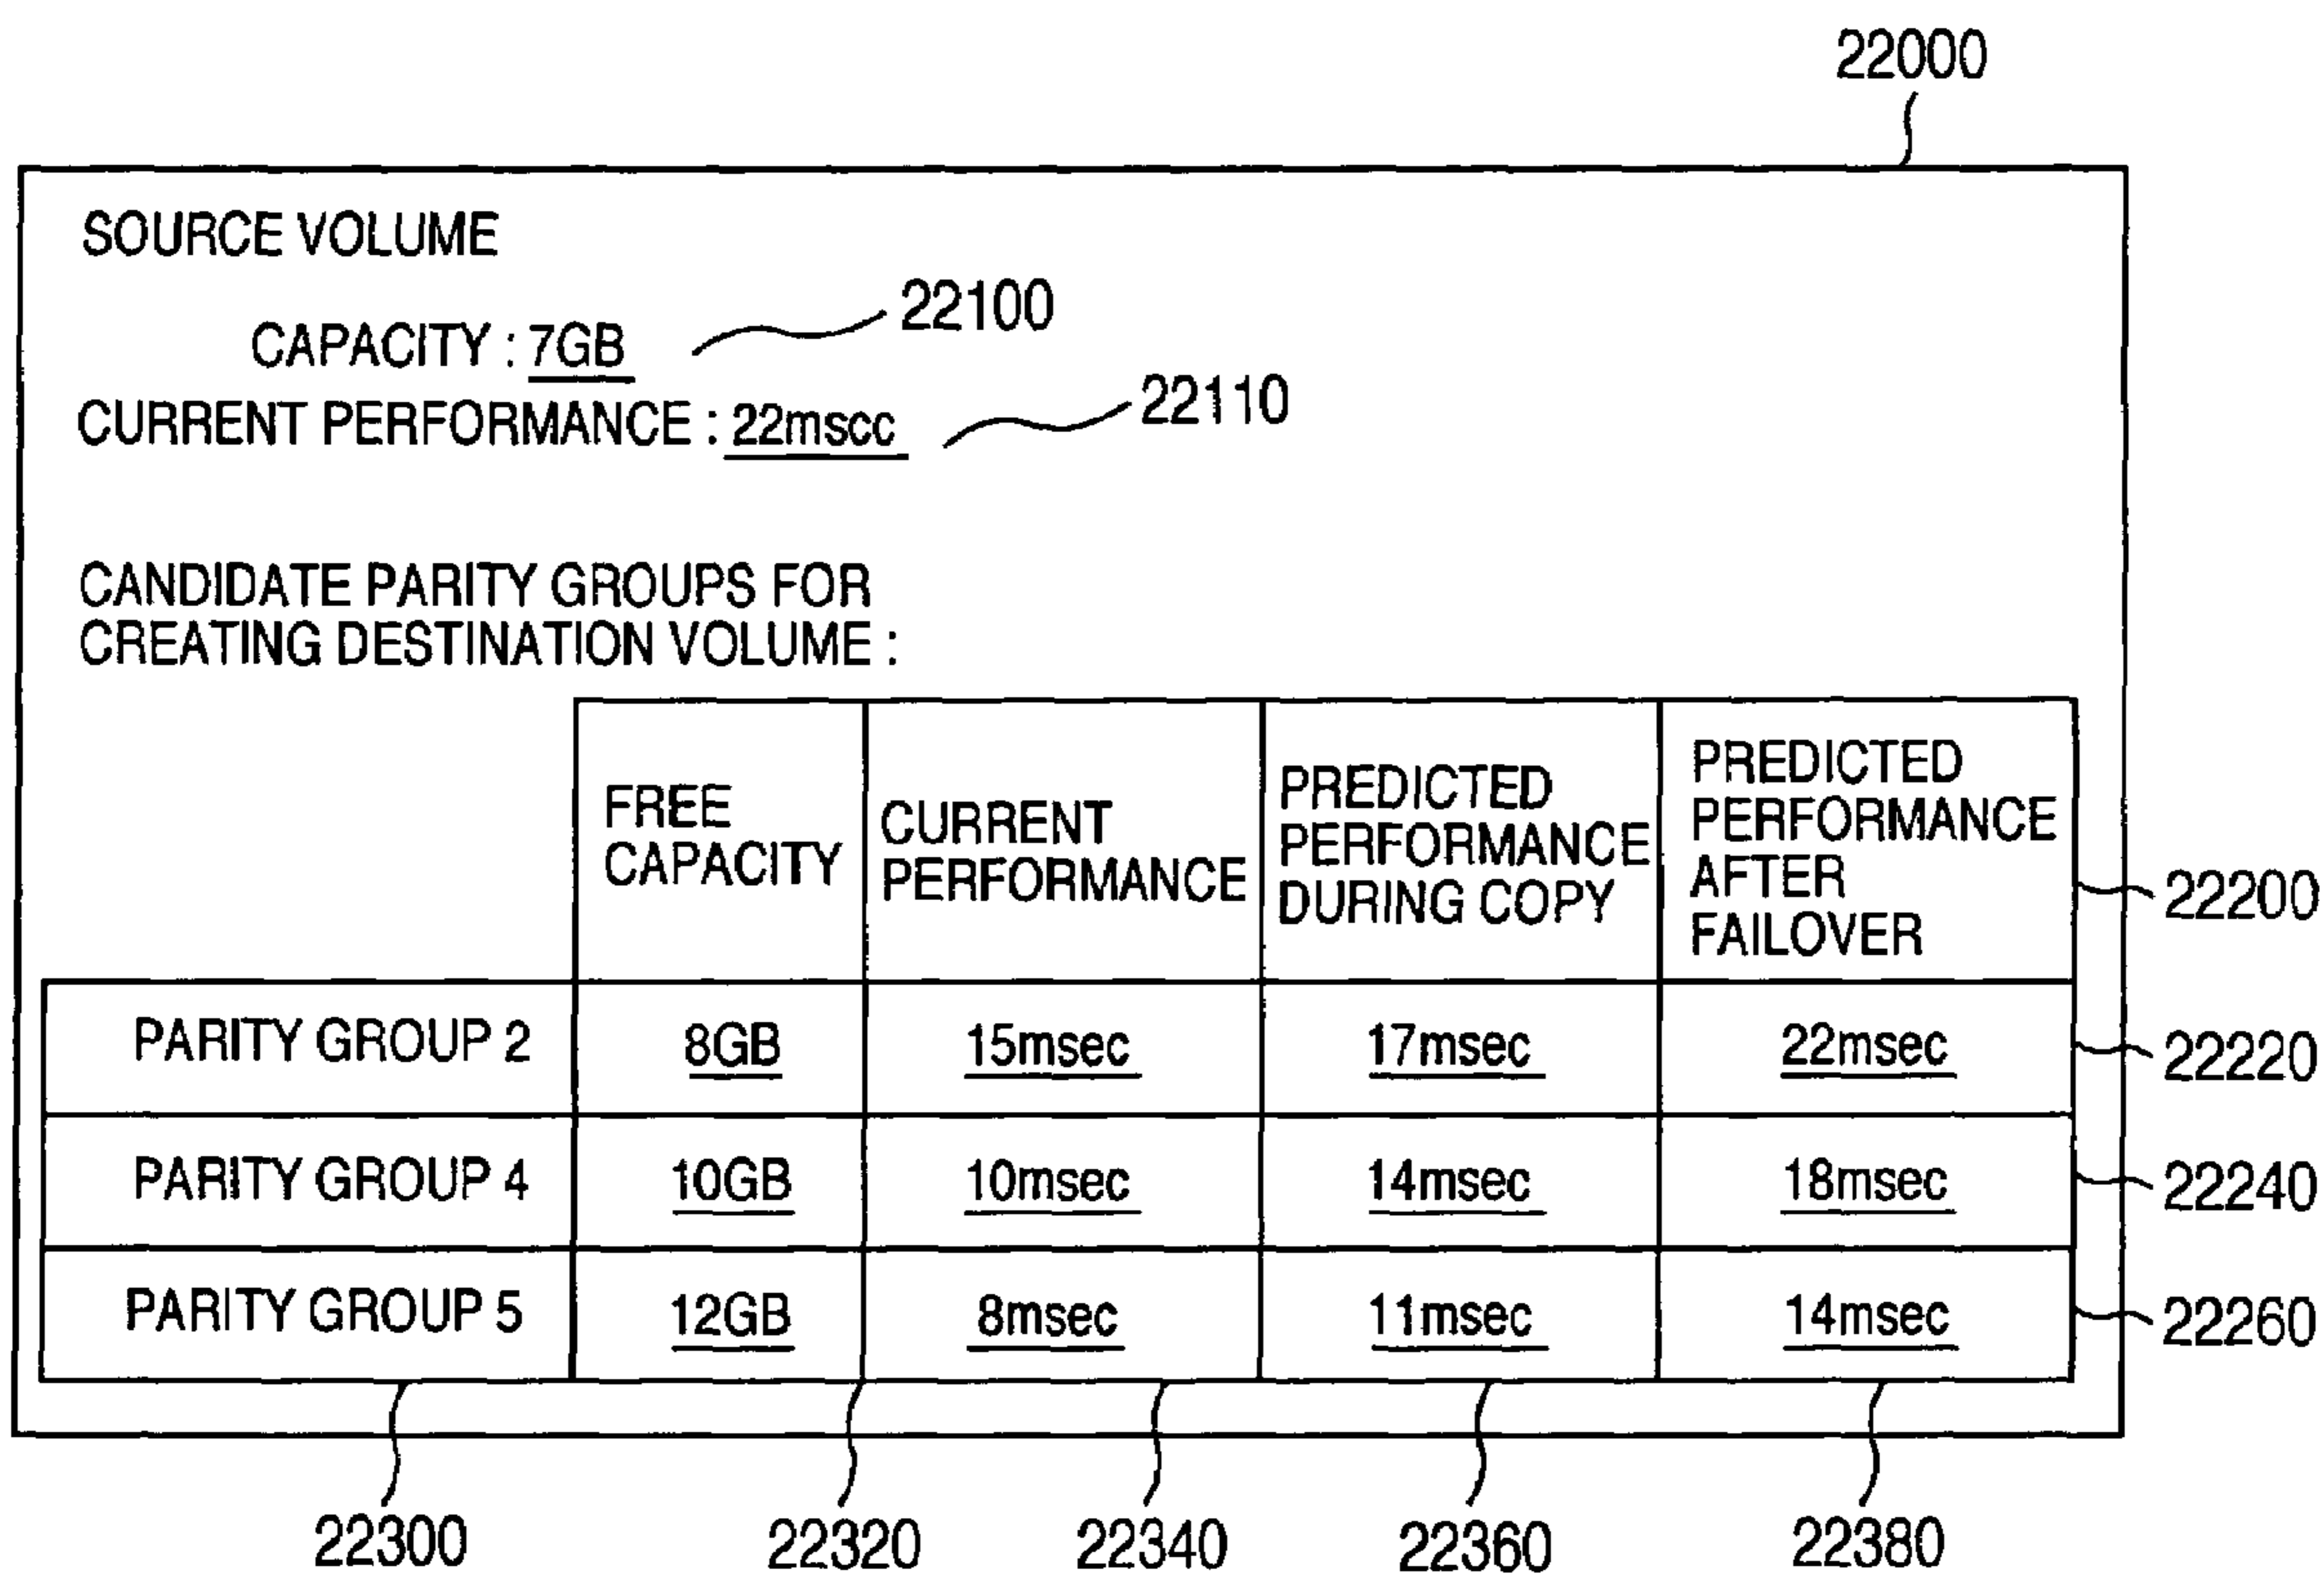 22000
SOURCE VOLUME
CAPACITY : 7GB
22100
CURRENT PERFORMANCE : 22mscc
22110
CANDIDATE PARITY GROUPS FOR
CREATING DESTINATION VOLUME :
FREE
CAPACITY
CURRENT
PERFORMANCE
PREDICTED
PERFORMANCE
DURING COPY
PREDICTED
PERFORMANCE
AFTER
FAILOVER
22200
PARITY GROUP 2 8GB 15msec 17msec 22msec 22220
PARITY GROUP 4 10GB 10msec 14msec 18msec 22240
PARITY GROUP 5 12GB 8msec 11msec 14msec 22260
22300 22320 22340 22360 22380